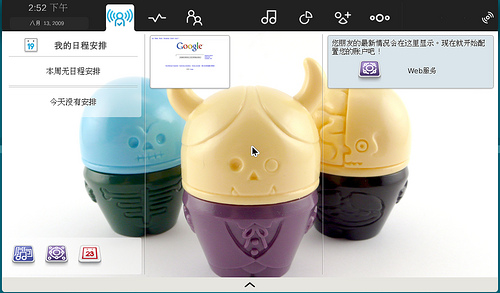 2:52 下午
八月 13, 2009
19
我的日程安排
本周无日程安排
今天没有安排
Google
您朋友的最新情况会在这里显示。现在就开始配
置您的账户吧！
Web服务
23